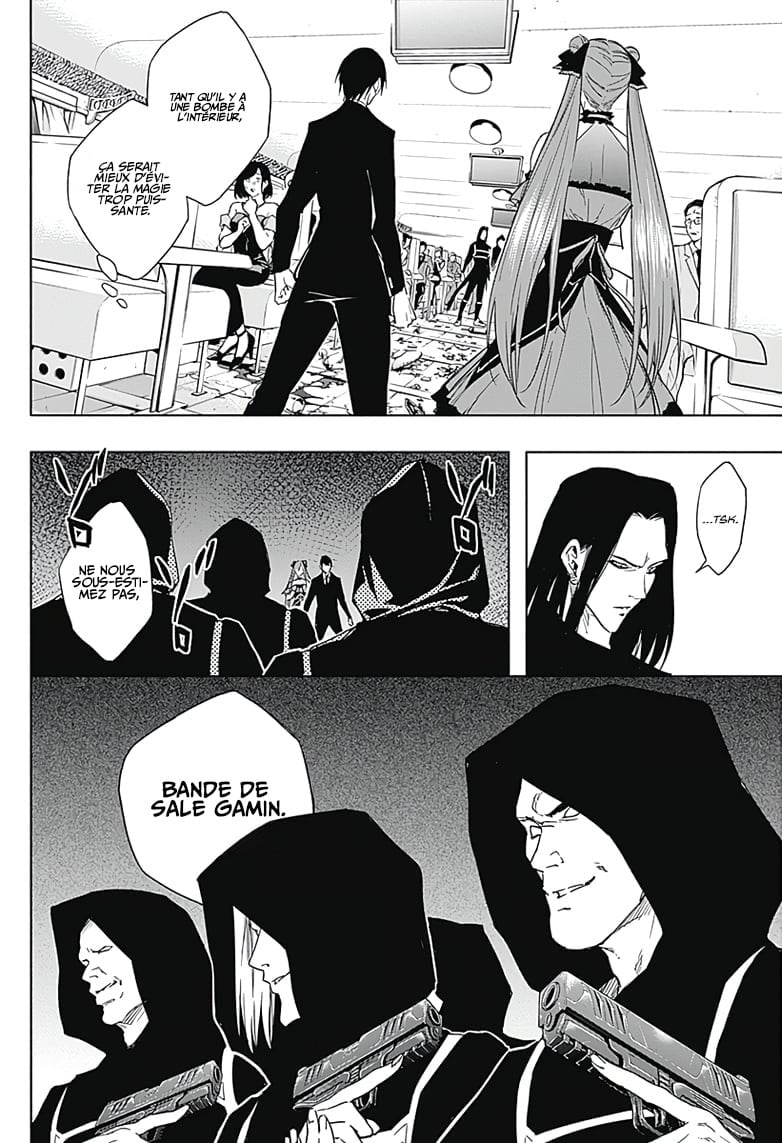 TANT QU'IL Y A
UNE BOMBE À
L'INTÉRIEUR,
ÇA SERAIT
MIEUX D'ÉVI-
TER LA MAGIE
TROP PUIS-
SANTE.
...TSK.
NE NOUS
SOUS-ESTI-
MEZ PAS,
BANDE DE
SALE GAMIN.